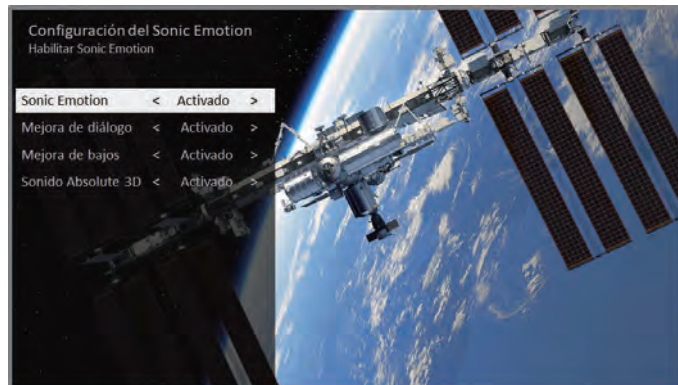 Configuración del Sonic Emotion
Habilitar Sonic Emotion
Sonic Emotion < Activado >
Mejora de diálogo < Activado >
Mejora de bajos < Activado >
Sonido Absolute 3D < Activado >